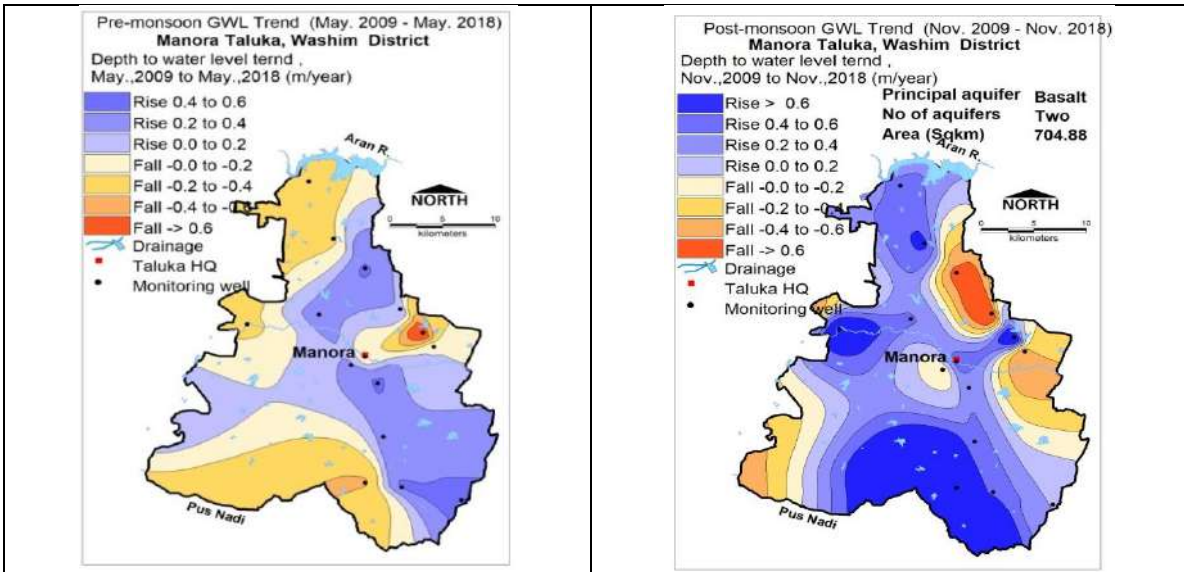 Pre-monsoon GWL Trend (May. 2009 - May. 2018)
Manora Taluka, Washim District
Depth to water level ternd ,
May.,2009 to May.,2018 (m/year)
Rise 0.4 to 0.6
Rise 0.2 to 0.4
Rise 0.0 to 0.2
Fall -0.0 to -0.2
Fall -0.2 to -0.4
Fall -0.4 to
Fall -> 0.6
Drainage
Taluka HQ
Monitoring well
Aran R.
NORTH
0 5 10
kilometers
Manora
Pus Nadi
Post-monsoon GWL Trend (Nov. 2009 - Nov. 2018)
Manora Taluka, Washim District
Depth to water level ternd ,
Nov.,2009 to Nov.,2018 (m/year)
Principal aquifer Basalt
No of aquifers Two
Area (Sqkm) 704.88
Rise > 0.6
Rise 0.4 to 0.6
Rise 0.2 to 0.4
Rise 0.0 to 0.2
Fall -0.0 to -0.2
Fall -0.2 to
Fall -0.4 to -0.6
Fall -> 0.6
Drainage
Taluka HQ
Monitoring well
Aran R.
NORTH
0 5 10
kilometers
Manora
Pus Nadi